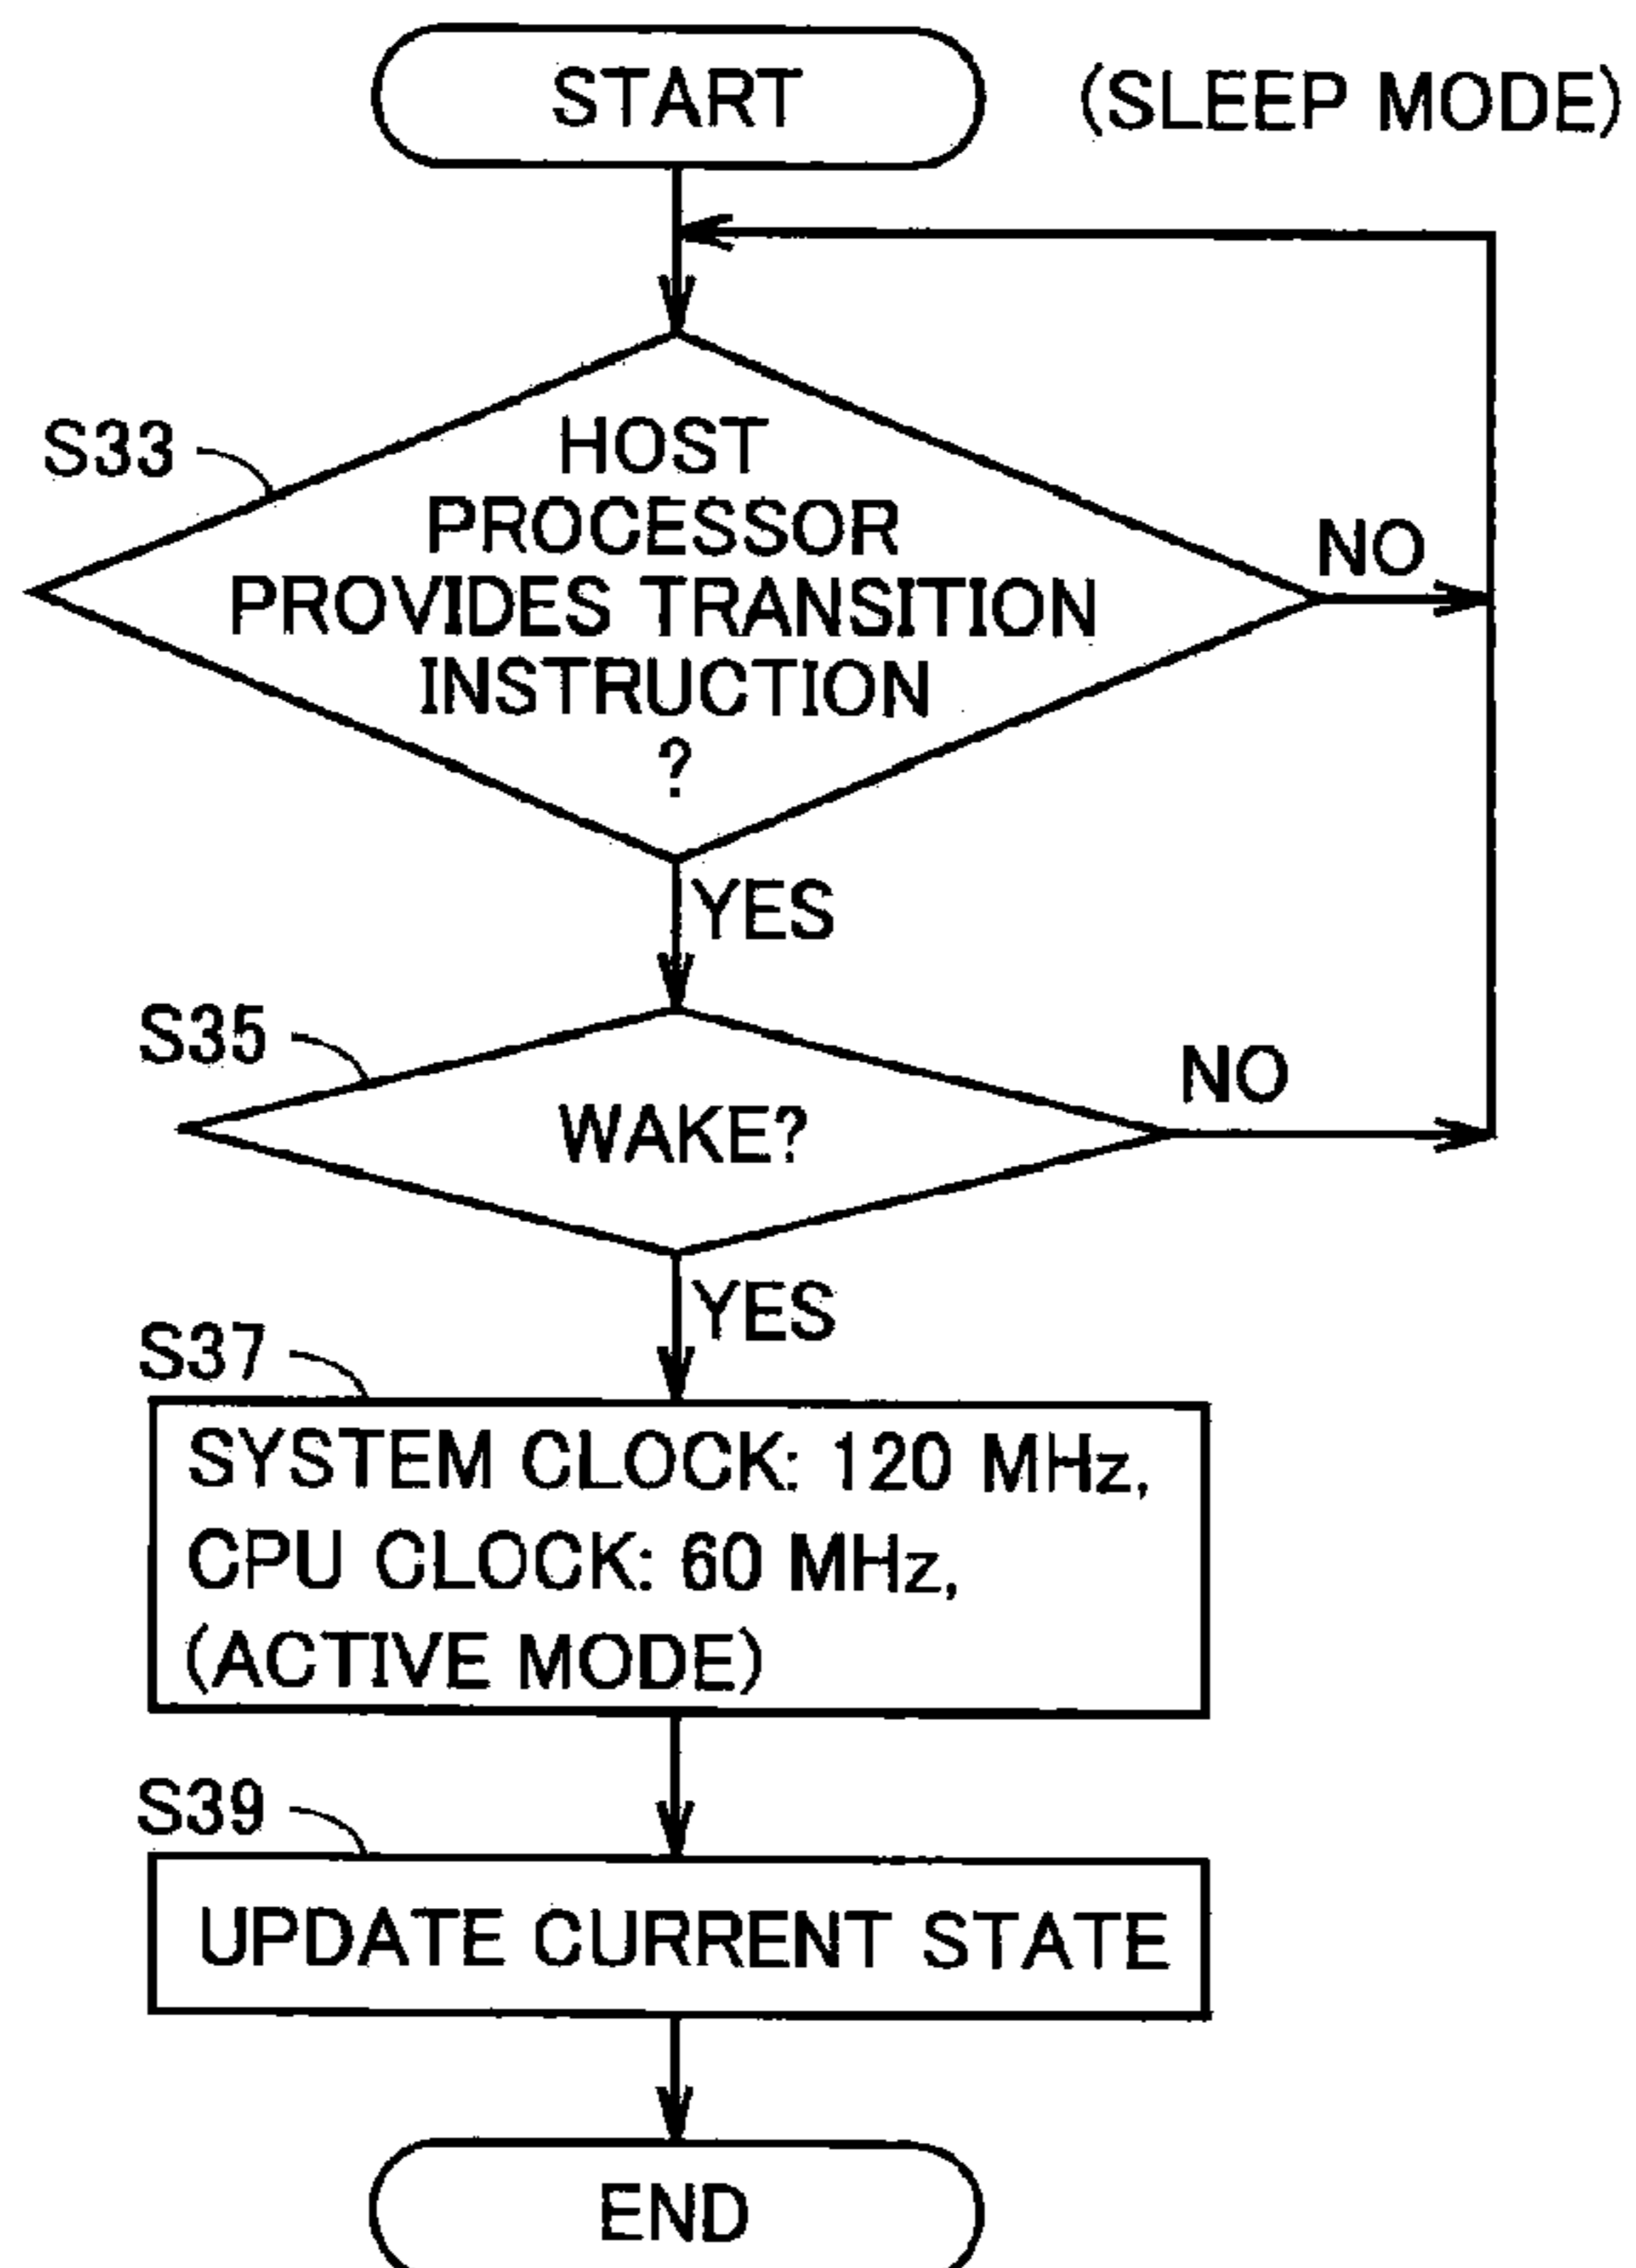 START
(SLEEP MODE)
S33
HOST
PROCESSOR
PROVIDES TRANSITION
INSTRUCTION
?
NO
YES
S35
WAKE?
NO
YES
S37
SYSTEM CLOCK: 120 MHz,
CPU CLOCK: 60 MHz,
(ACTIVE MODE)
S39
UPDATE CURRENT STATE
END